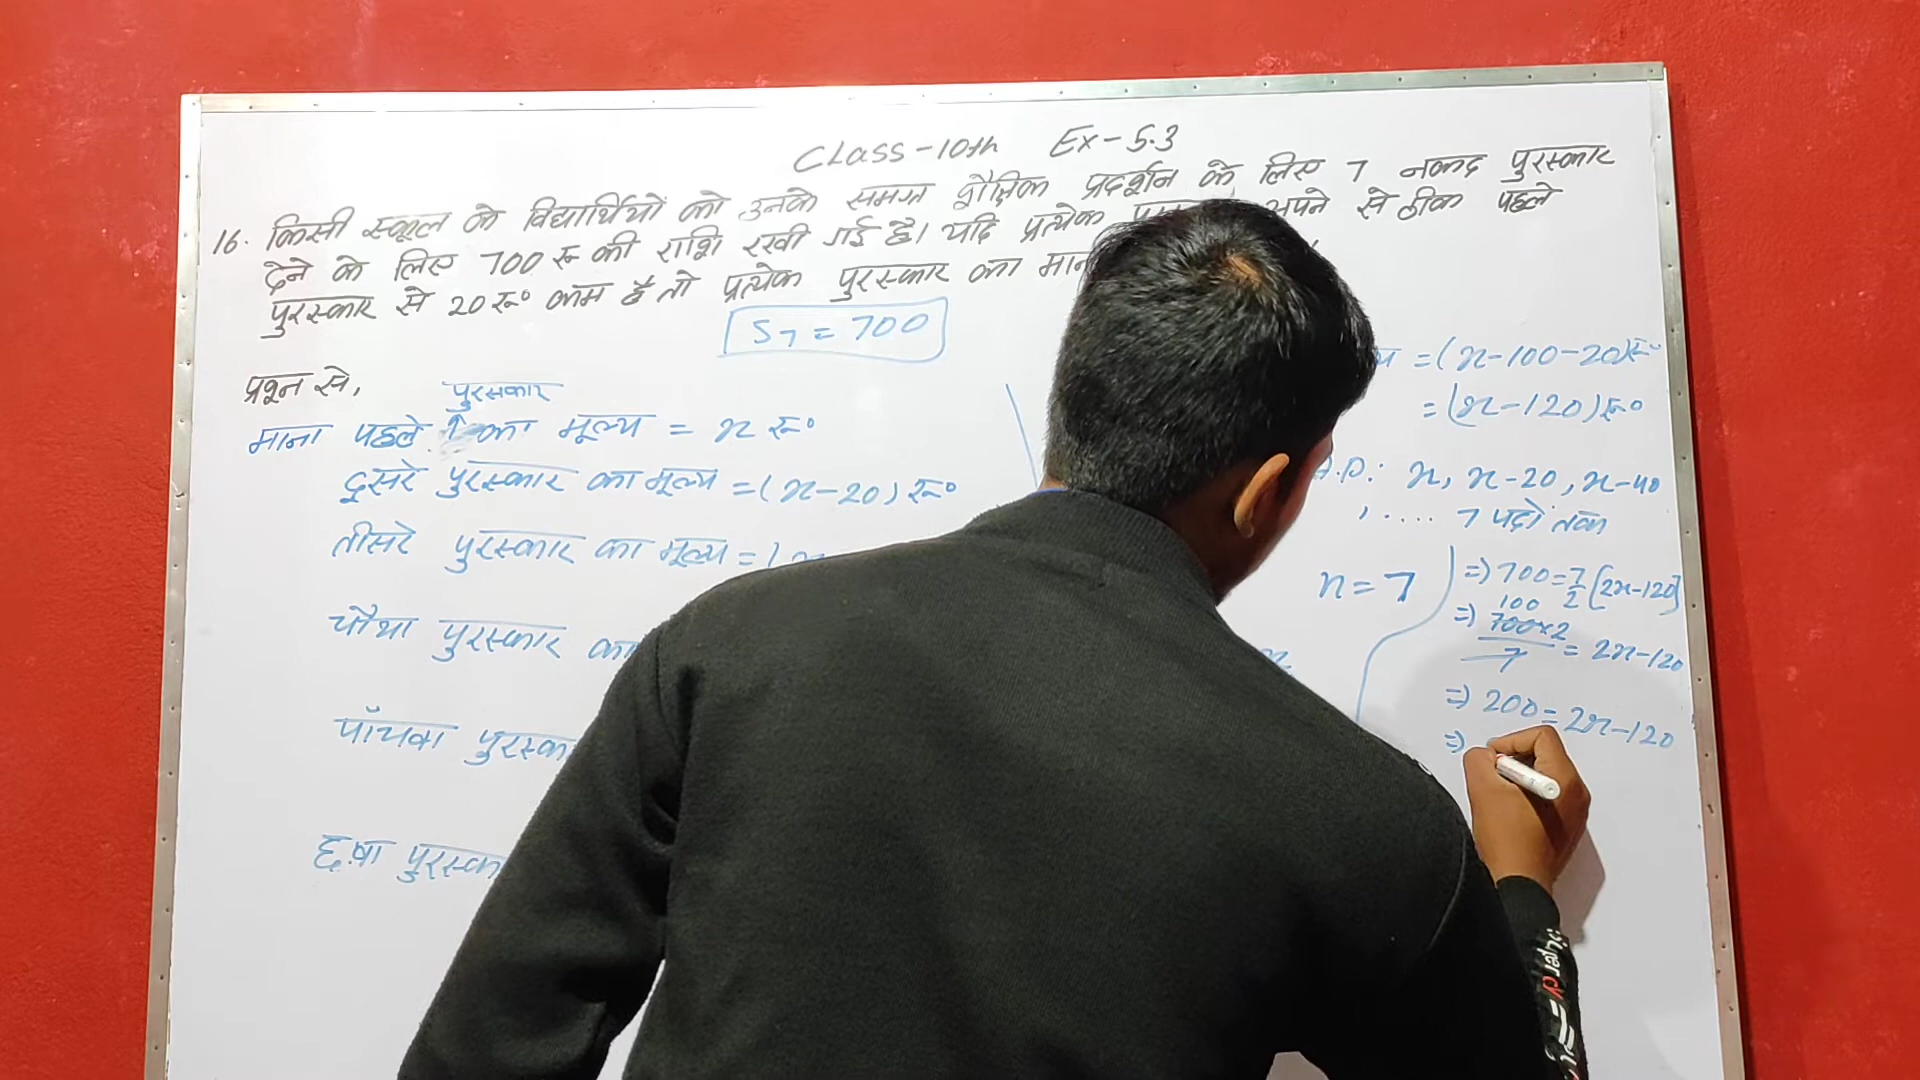 CLASS-10th Ex-5.3
16. किसी स्कूल के विद्यार्थियों को उनके समग्र शैक्षिक प्रदर्शन के लिए 7 नकद पुरस्कार
देने के लिए 700 रू की राशि रखी गई है। यदि प्रत्येक अपने से ठीक पहले
पुरस्कार से 20 रू० कम है तो प्रत्येक पुरस्कार का मान
S₇ = 700
प्रश्न से,
पुरस्कार
माना पहले का मूल्य = x रू०
दूसरे पुरस्कार का मूल्य = (x-20) रू०
तीसरे पुरस्कार का मूल्य = (x
चौथा पुरस्कार का
पाँचवा पुरस्का
छठा पुरस्का
= (x-100-20) रू०
= (x-120) रू०
A.P.: x, x-20, x-40
, ..... 7 पदों तक
n = 7
=> 700 = 7/2 [2x-120]
100
=> 700×2/7 = 2x-120
=> 200 = 2x-120
=>